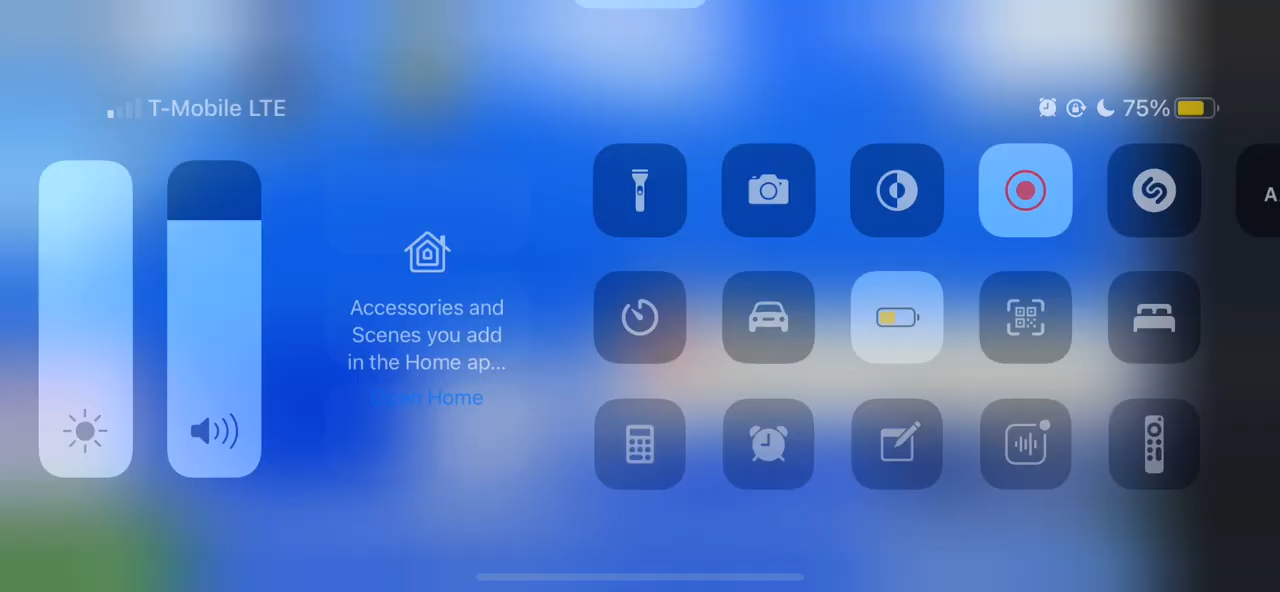 T-Mobile LTE
75%
Accessories and
Scenes you add
in the Home ap...
Open Home
A